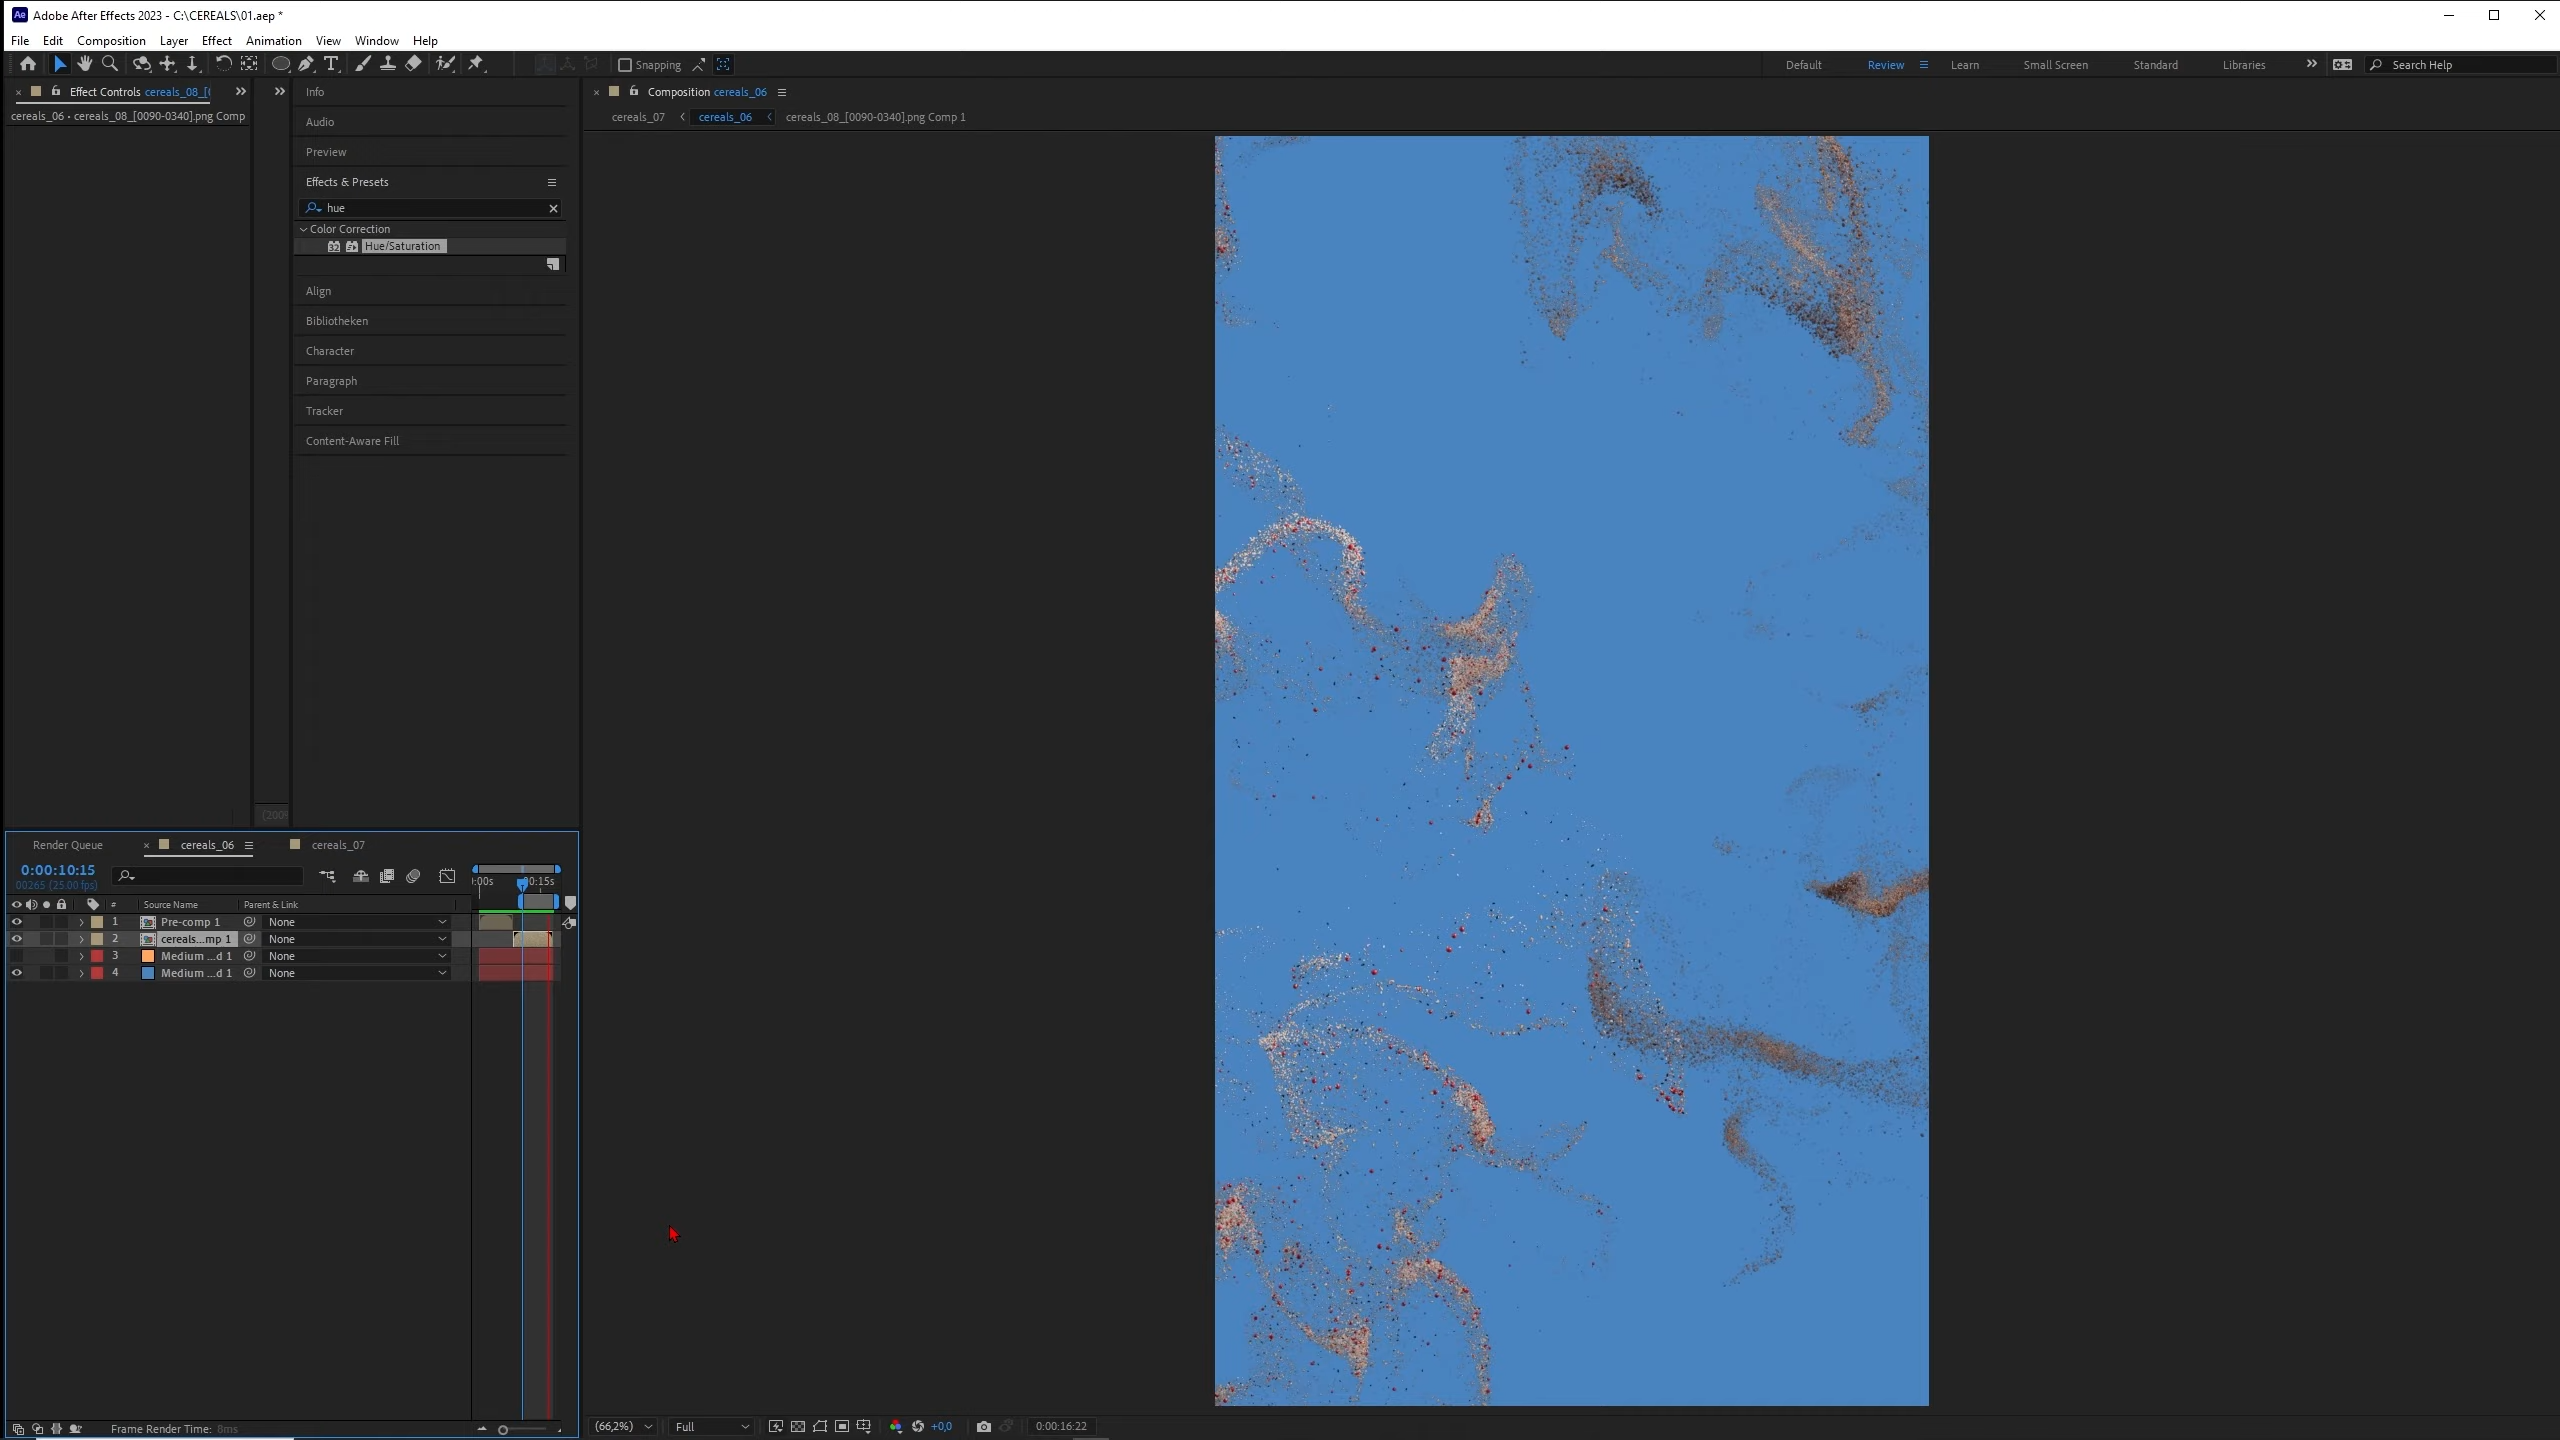 Adobe After Effects 2023 - C:\CEREALS\01.aep *
File Edit Composition Layer Effect Animation View Window Help
Snapping Default Review Learn Small Screen Standard Libraries Search Help
Effect Controls cereals_08_[
cereals_06 • cereals_08_[0090-0340].png Comp
Info
Audio
Preview
Effects & Presets
hue
Color Correction
32 Hue/Saturation
Align
Bibliotheken
Character
Paragraph
Tracker
Content-Aware Fill
(200%
Composition cereals_06
cereals_07 cereals_06 cereals_08_[0090-0340].png Comp 1
Render Queue cereals_06 cereals_07
0:00:10:15
00265 (25.00 fps)
:00s 00:15s
# Source Name Parent & Link
1 Pre-comp 1 None
2 cereals...mp 1 None
3 Medium ...d 1 None
4 Medium ...d 1 None
Frame Render Time: 8ms
(66,2%) Full +0,0 0:00:16:22